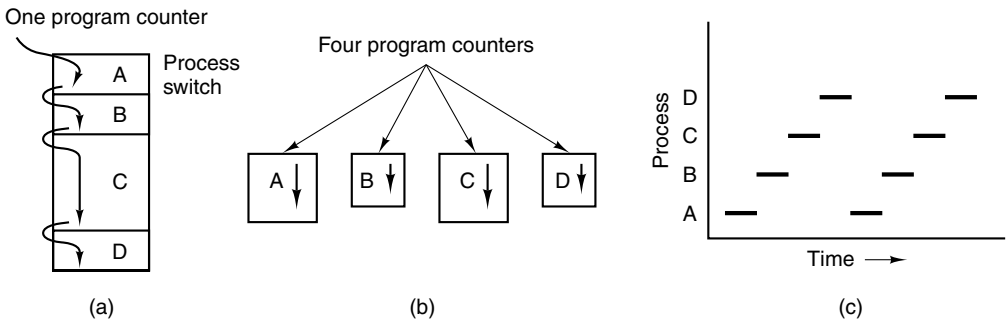 One program counter
Process
switch
A
B
C
D
(a)
Four program counters
A
B
C
D
(b)
Process
D
C
B
A
Time
(c)